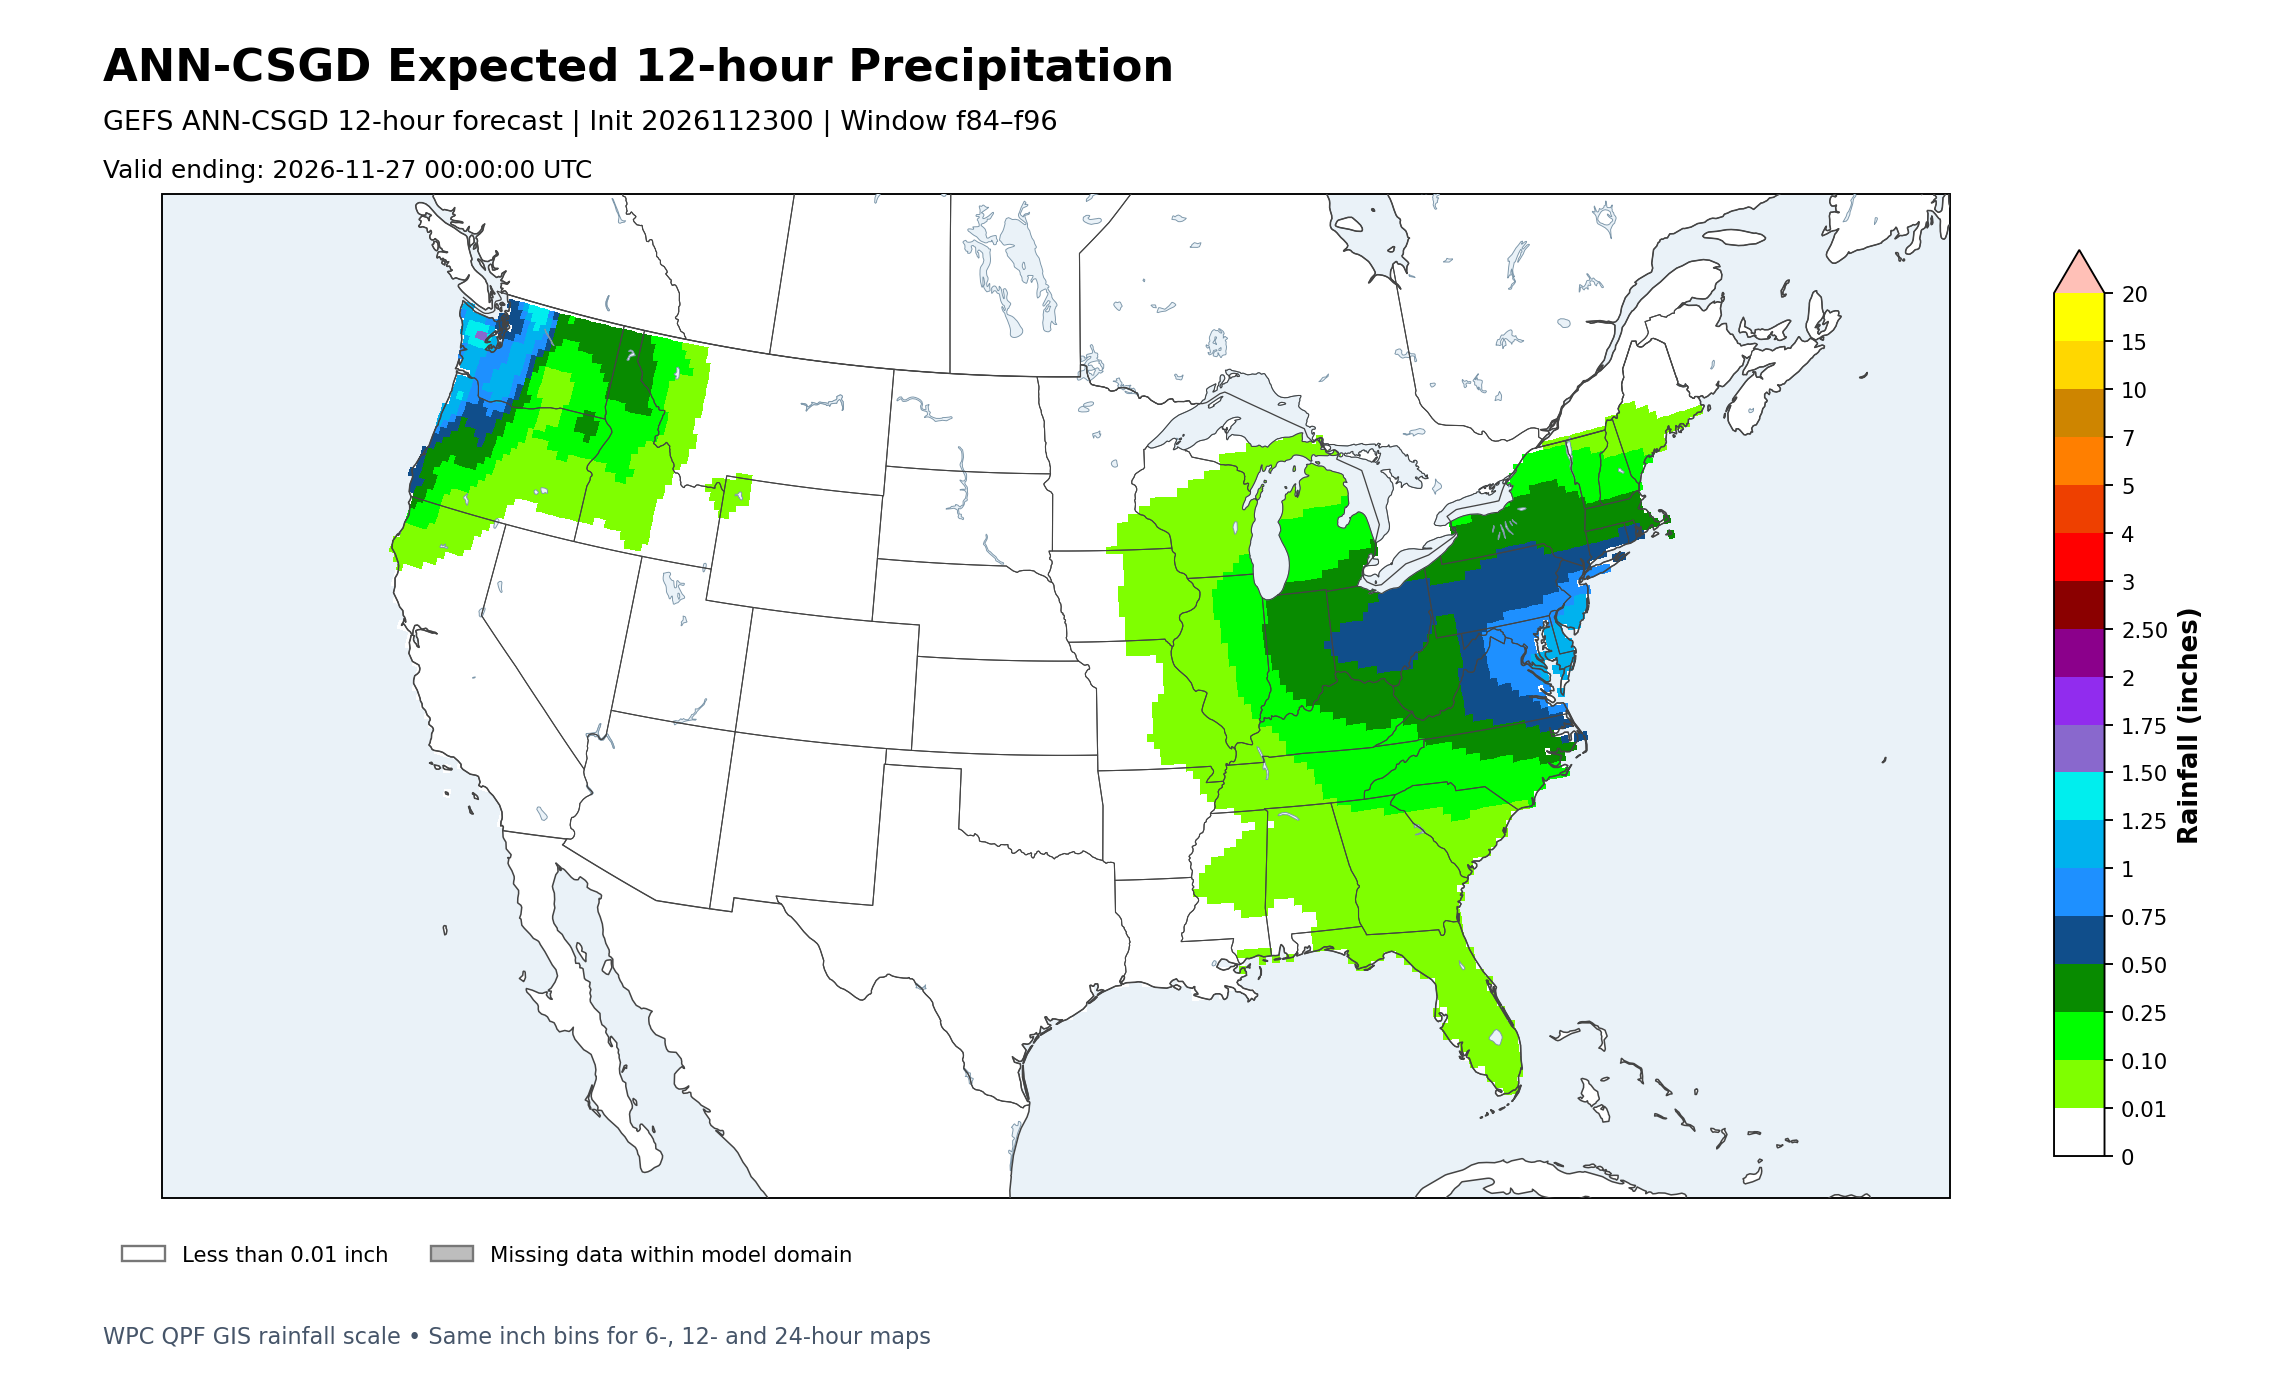 ANN-CSGD Expected 12-hour Precipitation
GEFS ANN-CSGD 12-hour forecast | Init 2026112300 | Window f84–f96
Valid ending: 2026-11-27 00:00:00 UTC
20
15
10
7
5
4
3
2.50
2
1.75
1.50
1.25
1
0.75
0.50
0.25
0.10
0.01
0
Rainfall (inches)
Less than 0.01 inch
Missing data within model domain
WPC QPF GIS rainfall scale • Same inch bins for 6-, 12- and 24-hour maps